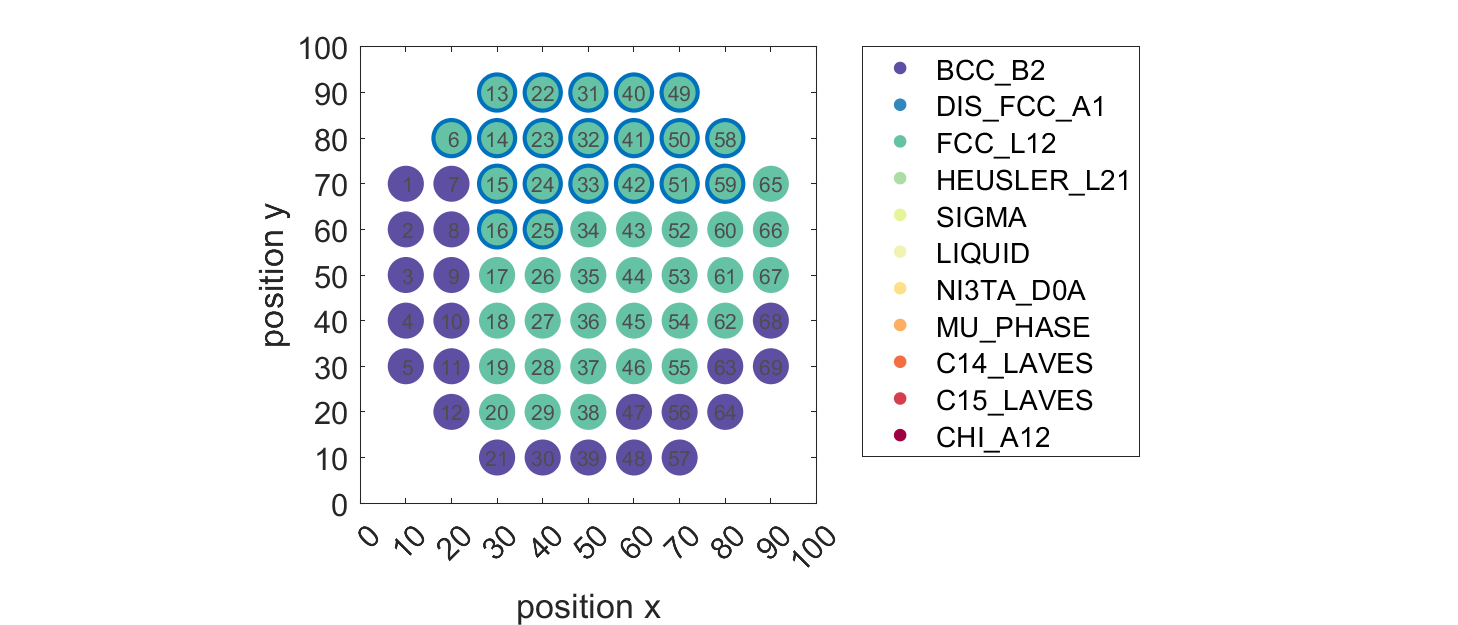 100
90
80
70
60
50
40
30
20
10
0
position y
13 22 31 40 49
6 14 23 32 41 50 58
1 7 15 24 33 42 51 59 65
2 8 16 25 34 43 52 60 66
3 9 17 26 35 44 53 61 67
4 10 18 27 36 45 54 62 68
5 11 19 28 37 46 55 63 69
12 20 29 38 47 56 64
21 30 39 48 57
0 10 20 30 40 50 60 70 80 90 100
position x
BCC_B2
DIS_FCC_A1
FCC_L12
HEUSLER_L21
SIGMA
LIQUID
NI3TA_D0A
MU_PHASE
C14_LAVES
C15_LAVES
CHI_A12